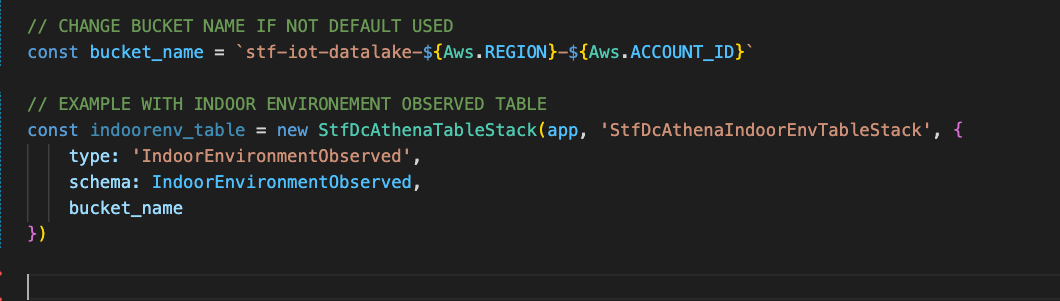 // CHANGE BUCKET NAME IF NOT DEFAULT USED
const bucket_name = `stf-iot-datalake-${Aws.REGION}-${Aws.ACCOUNT_ID}`
// EXAMPLE WITH INDOOR ENVIRONEMENT OBSERVED TABLE
const indoorenv_table = new StfDcAthenaTableStack(app, 'StfDcAthenaIndoorEnvTableStack', {
    type: 'IndoorEnvironmentObserved',
    schema: IndoorEnvironmentObserved,
    bucket_name
})